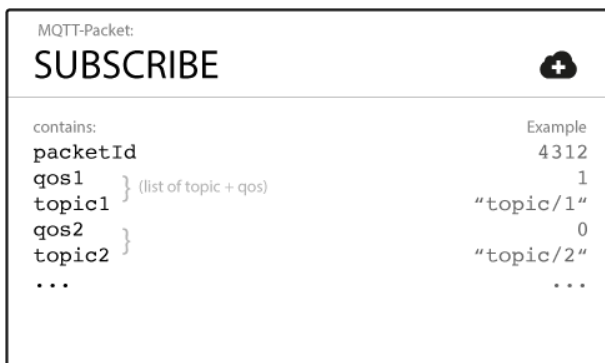 MQTT-Packet:
SUBSCRIBE
contains: Example
packetId 4312
qos1 } (list of topic + qos) 1
topic1 “topic/1“
qos2 } 0
topic2 “topic/2“
... ...